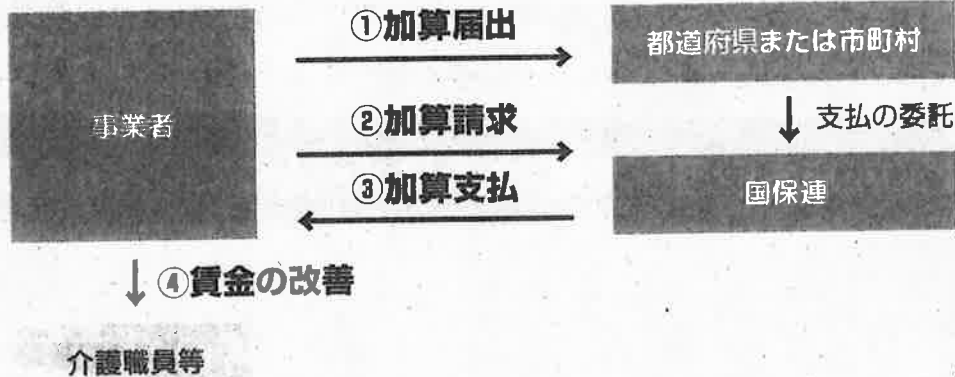 ①加算届出
都道府県または市町村
事業者
②加算請求
支払の委託
③加算支払
国保連
④賃金の改善
介護職員等